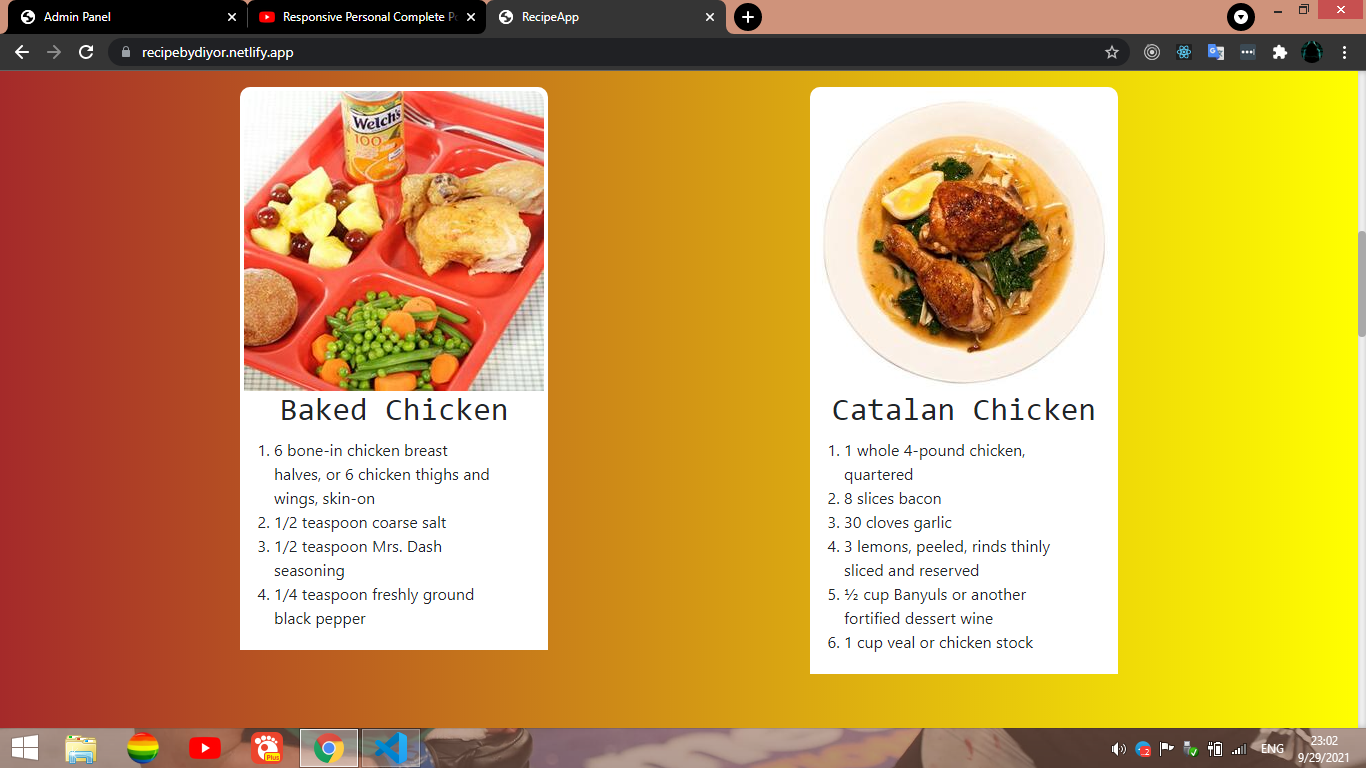 Admin Panel
Responsive Personal Complete Po
RecipeApp
recipebydiyor.netlify.app
Welch's
100
Baked Chicken
1. 6 bone-in chicken breast
halves, or 6 chicken thighs and
wings, skin-on
2. 1/2 teaspoon coarse salt
3. 1/2 teaspoon Mrs. Dash
seasoning
4. 1/4 teaspoon freshly ground
black pepper
Catalan Chicken
1. 1 whole 4-pound chicken,
quartered
2. 8 slices bacon
3. 30 cloves garlic
4. 3 lemons, peeled, rinds thinly
sliced and reserved
5. ½ cup Banyuls or another
fortified dessert wine
6. 1 cup veal or chicken stock
Plus
2
ENG
23:02
9/29/2021